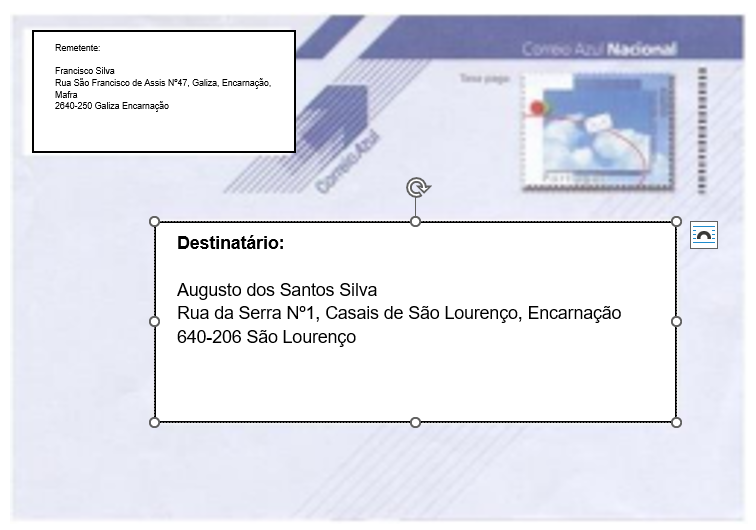 Remetente:
Francisco Silva
Rua São Francisco de Assis Nº47, Galiza, Encarnação,
Mafra
2640-250 Galiza Encarnação
Correio Azul Nacional
Taxa paga
Portugal
Correio Azul
Destinatário:
Augusto dos Santos Silva
Rua da Serra Nº1, Casais de São Lourenço, Encarnação
640-206 São Lourenço